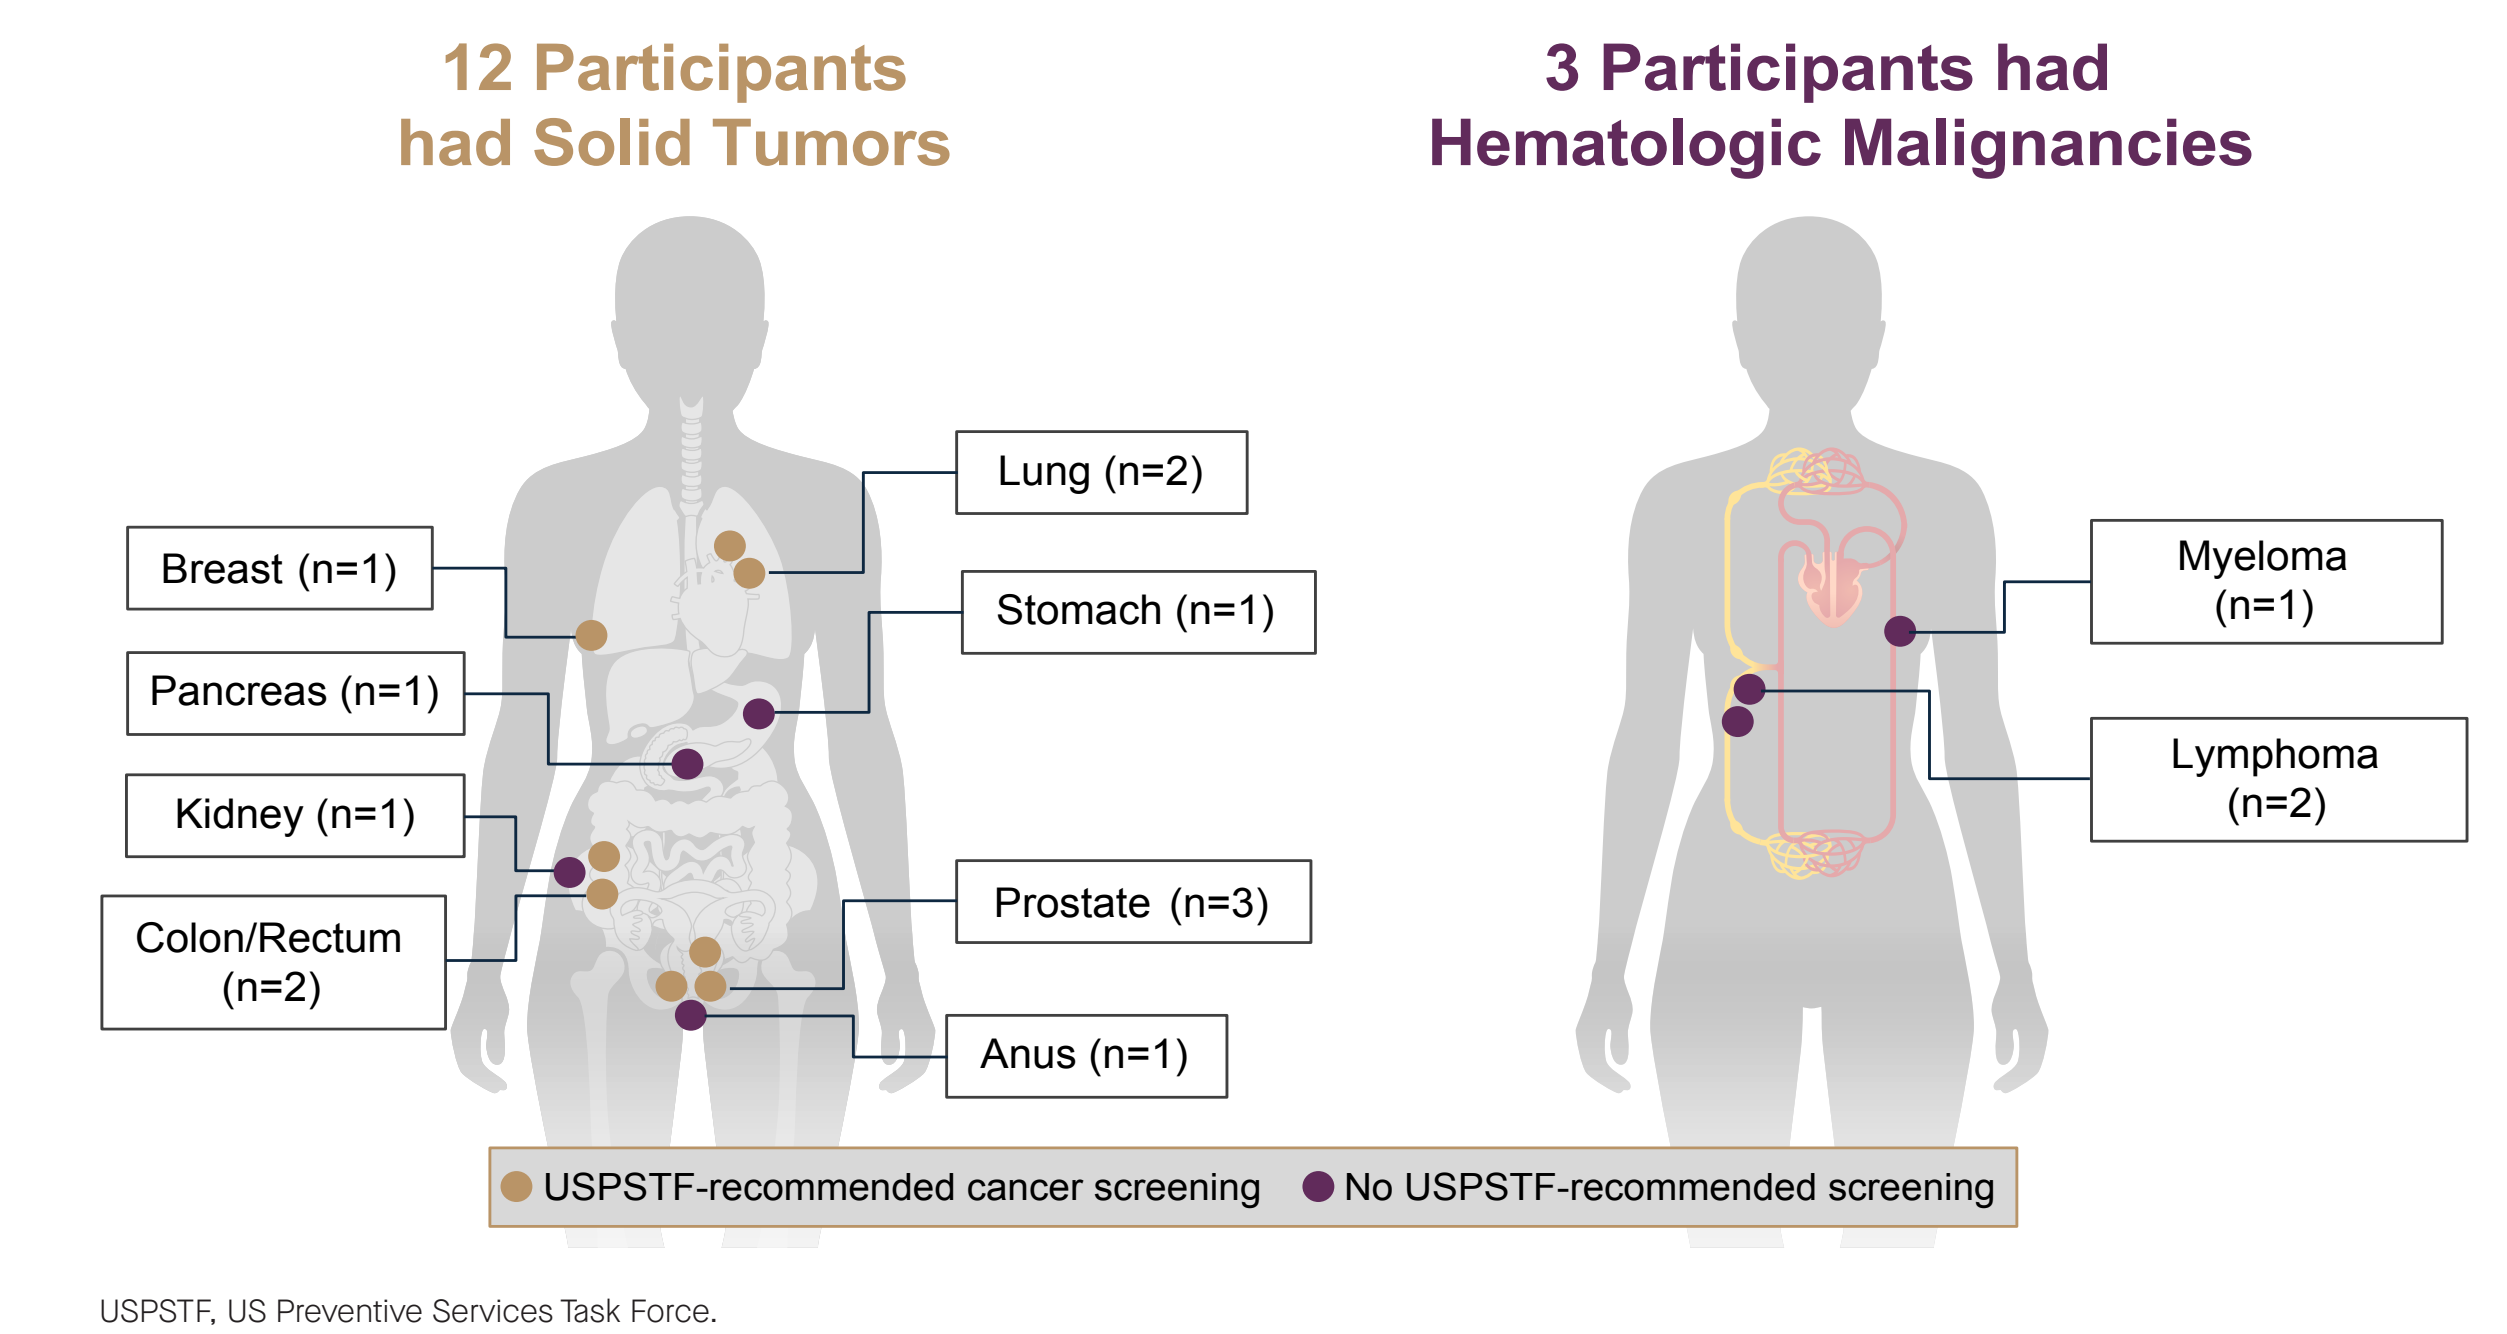 12 Participants
had Solid Tumors
3 Participants had
Hematologic Malignancies
Lung (n=2)
Breast (n=1)
Stomach (n=1)
Pancreas (n=1)
Kidney (n=1)
Colon/Rectum
(n=2)
Prostate (n=3)
Anus (n=1)
Myeloma
(n=1)
Lymphoma
(n=2)
USPSTF-recommended cancer screening
No USPSTF-recommended screening
USPSTF, US Preventive Services Task Force.